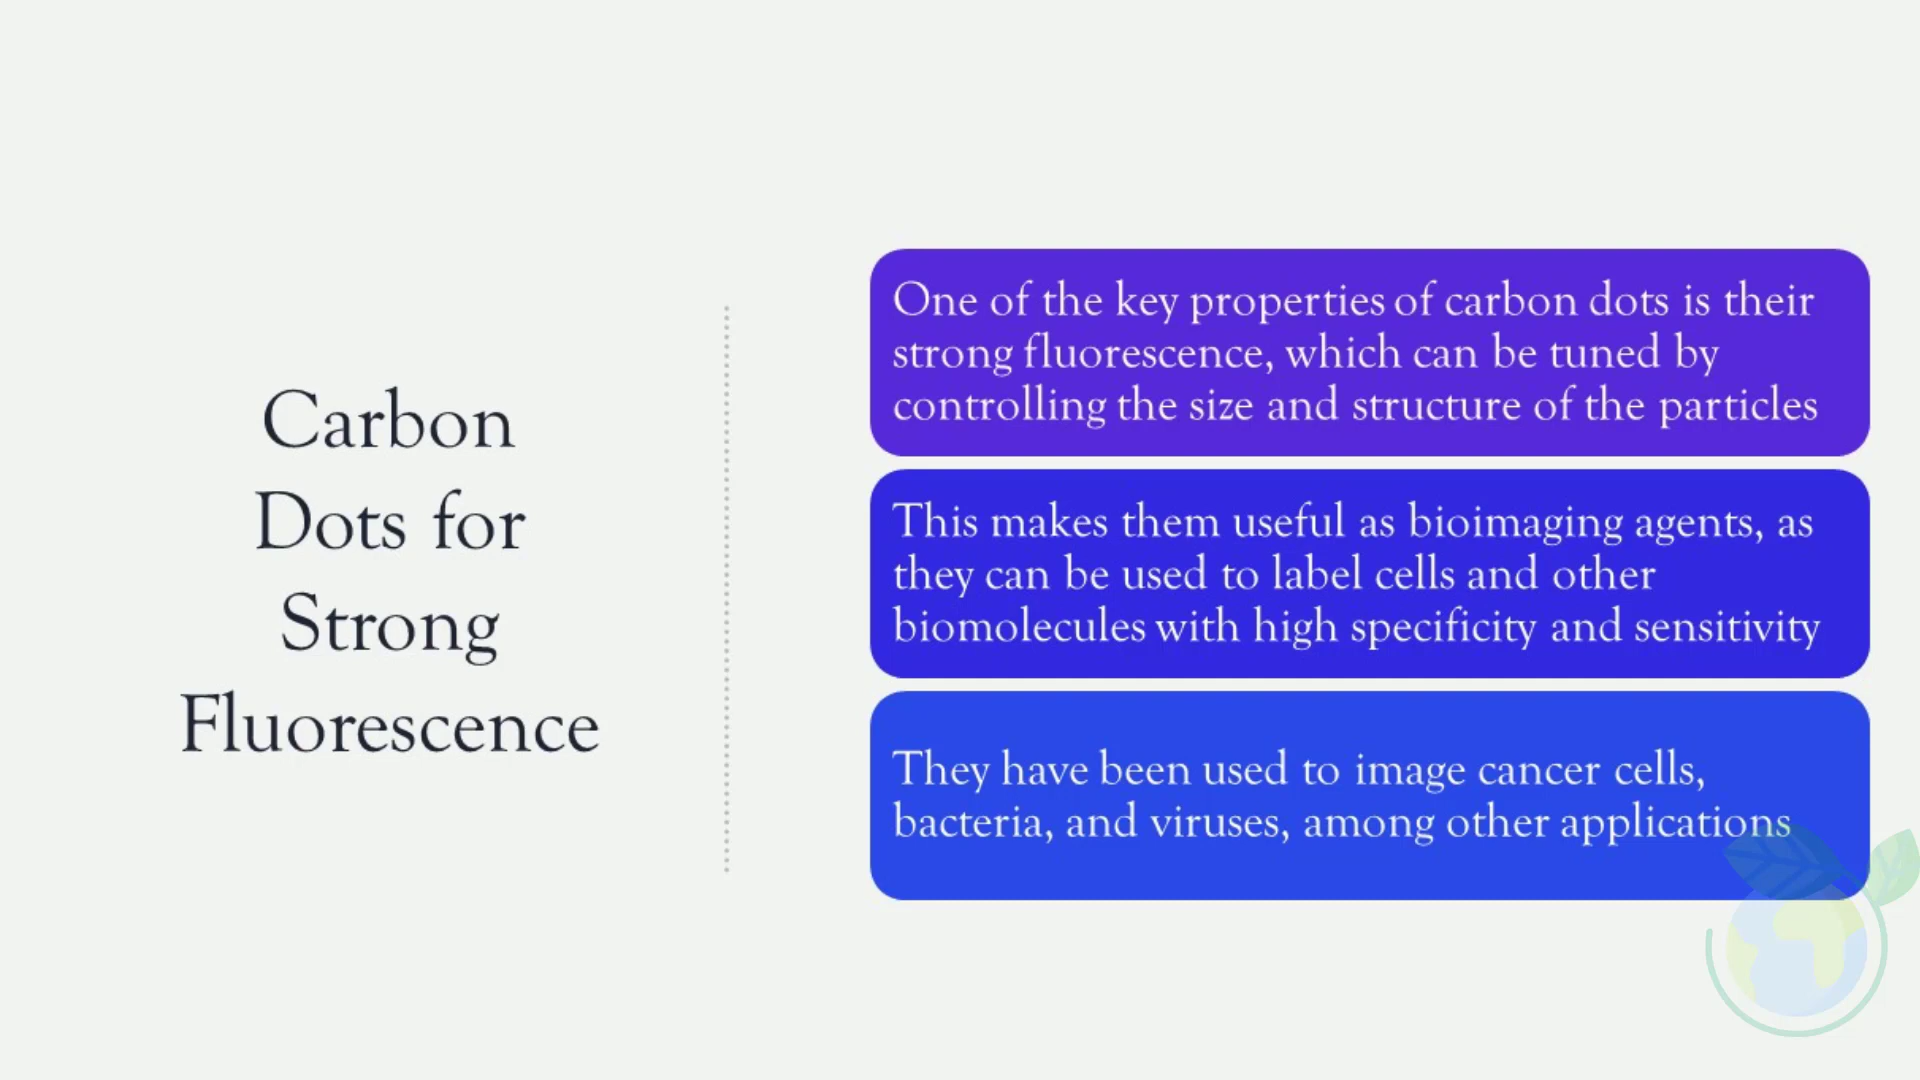 Carbon
Dots for
Strong
Fluorescence
One of the key properties of carbon dots is their
strong fluorescence, which can be tuned by
controlling the size and structure of the particles
This makes them useful as bioimaging agents, as
they can be used to label cells and other
biomolecules with high specificity and sensitivity
They have been used to image cancer cells,
bacteria, and viruses, among other applications